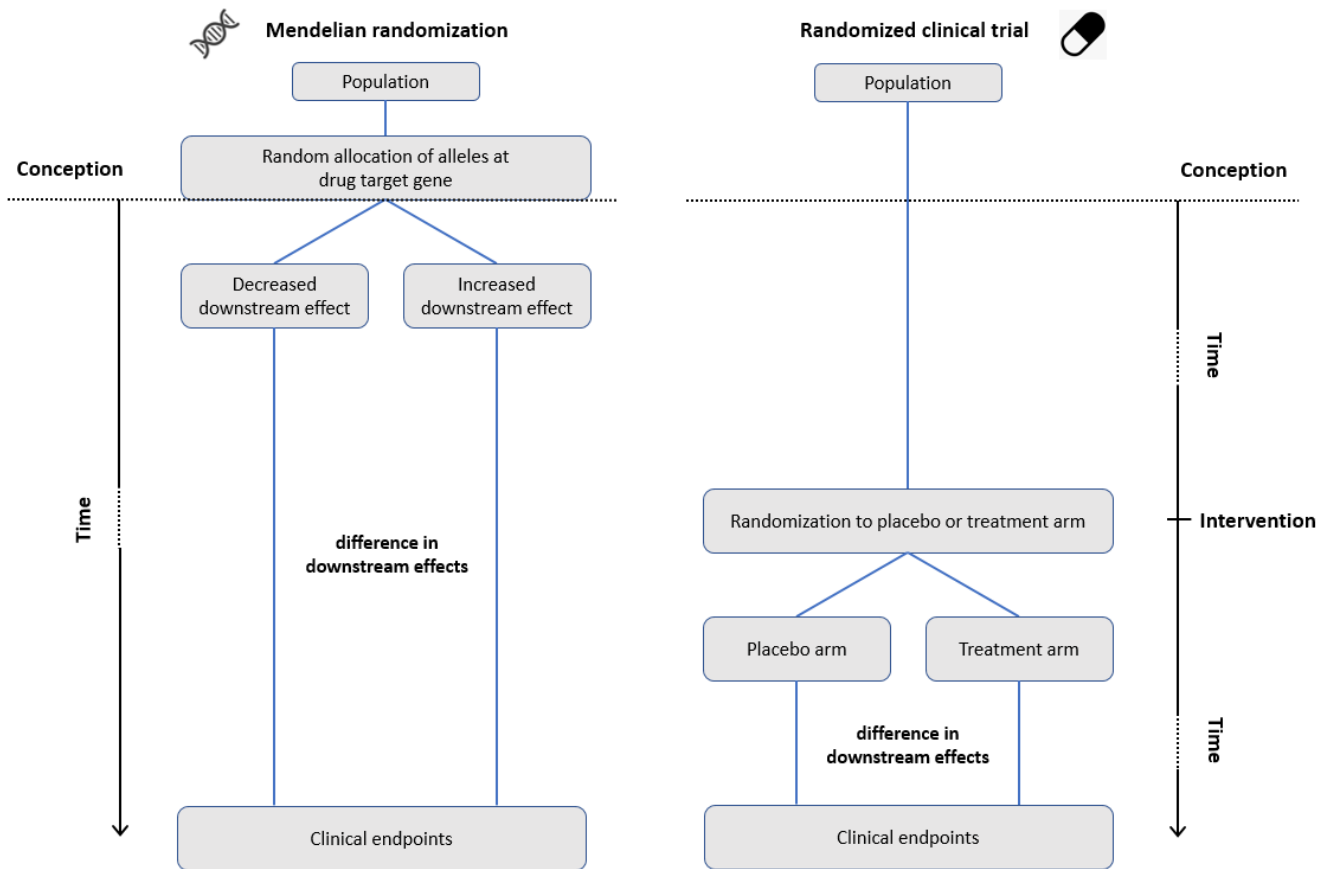 Mendelian randomization
Population
Conception
Random allocation of alleles at
drug target gene
Decreased
downstream effect
Increased
downstream effect
Time
difference in
downstream effects
Clinical endpoints
Randomized clinical trial
Population
Conception
Time
Randomization to placebo or treatment arm
Intervention
Placebo arm
Treatment arm
difference in
downstream effects
Time
Clinical endpoints